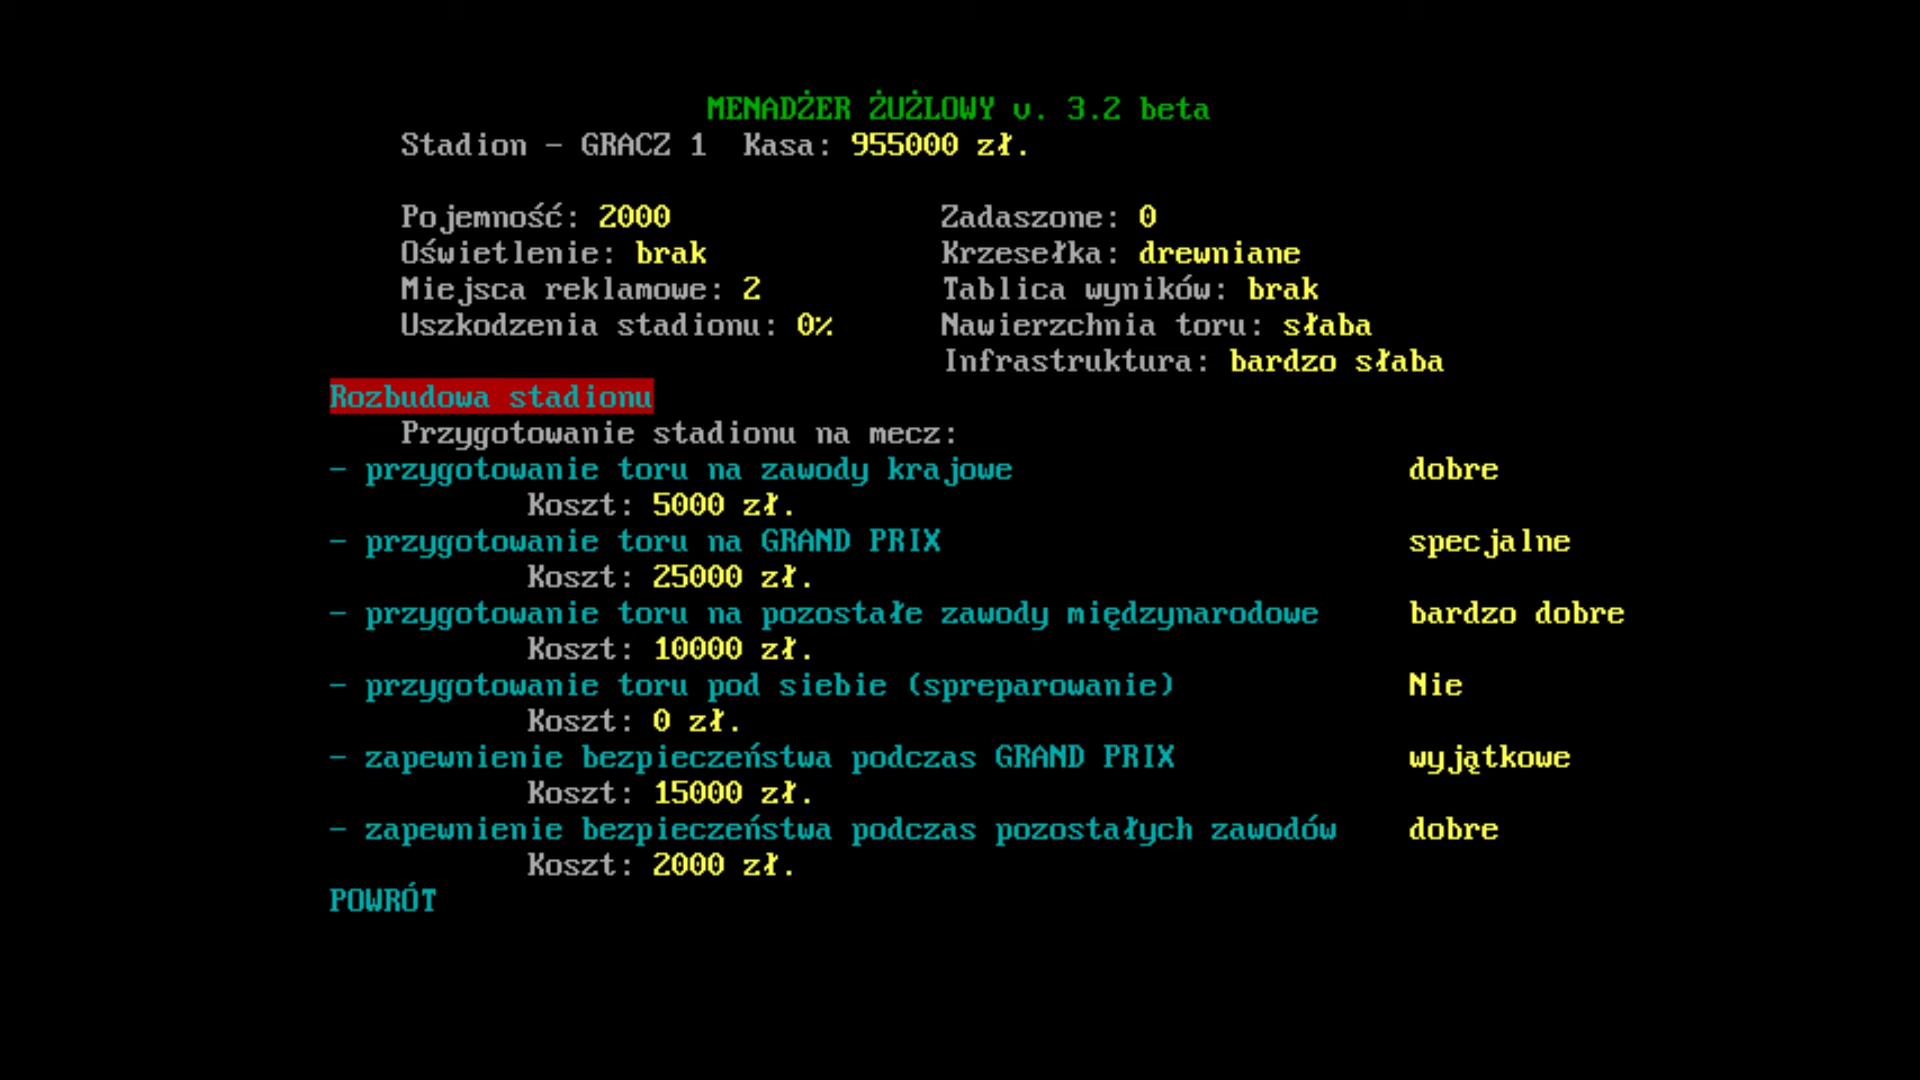 MENADŻER ŻUŻLOWY v. 3.2 beta
Stadion - GRACZ 1 Kasa: 955000 zł.
Pojemność: 2000 Zadaszone: 0
Oświetlenie: brak Krzesełka: drewniane
Miejsca reklamowe: 2 Tablica wyników: brak
Uszkodzenia stadionu: 0% Nawierzchnia toru: słaba
Infrastruktura: bardzo słaba
Rozbudowa stadionu
Przygotowanie stadionu na mecz:
- przygotowanie toru na zawody krajowe dobre
Koszt: 5000 zł.
- przygotowanie toru na GRAND PRIX specjalne
Koszt: 25000 zł.
- przygotowanie toru na pozostałe zawody międzynarodowe bardzo dobre
Koszt: 10000 zł.
- przygotowanie toru pod siebie (spreparowanie) Nie
Koszt: 0 zł.
- zapewnienie bezpieczeństwa podczas GRAND PRIX wyjątkowe
Koszt: 15000 zł.
- zapewnienie bezpieczeństwa podczas pozostałych zawodów dobre
Koszt: 2000 zł.
POWRÓT